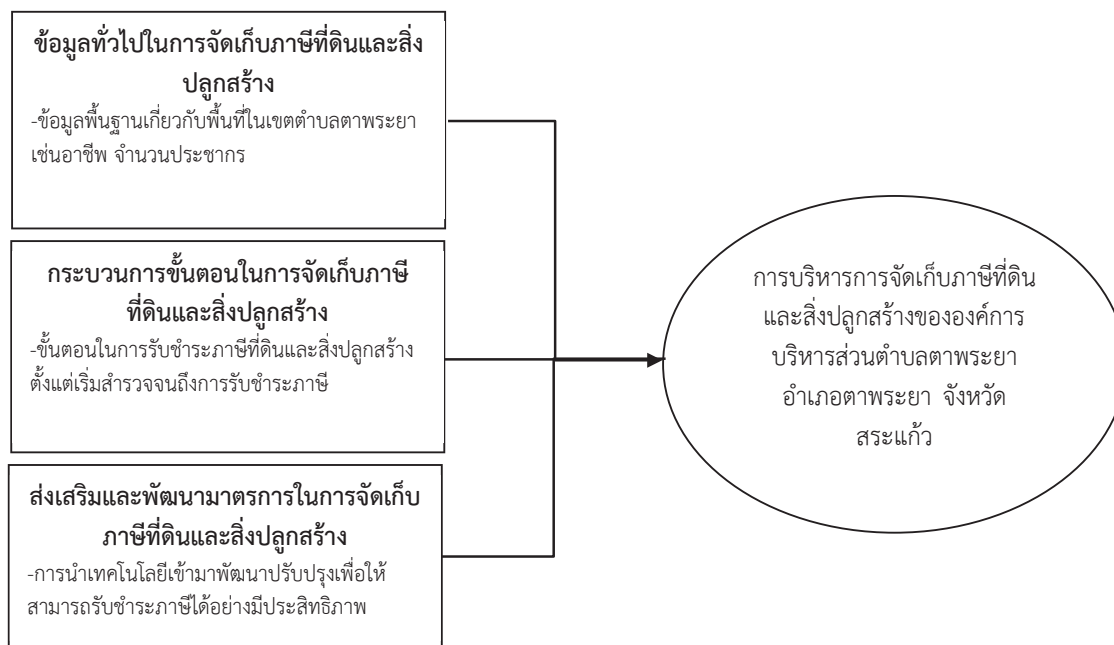 ข้อมูลทั่วไปในการจัดเก็บภาษีที่ดินและสิ่ง
ปลูกสร้าง
-ข้อมูลพื้นฐานเกี่ยวกับพื้นที่ในเขตตำบลตาพระยา
เช่นอาชีพ จำนวนประชากร
กระบวนการขั้นตอนในการจัดเก็บภาษี
ที่ดินและสิ่งปลูกสร้าง
-ขั้นตอนในการรับชำระภาษีที่ดินและสิ่งปลูกสร้าง
ตั้งแต่เริ่มสำรวจจนถึงการรับชำระภาษี
ส่งเสริมและพัฒนามาตรการในการจัดเก็บ
ภาษีที่ดินและสิ่งปลูกสร้าง
-การนำเทคโนโลยีเข้ามาพัฒนาปรับปรุงเพื่อให้
สามารถรับชำระภาษีได้อย่างมีประสิทธิภาพ
การบริหารการจัดเก็บภาษีที่ดิน
และสิ่งปลูกสร้างขององค์การ
บริหารส่วนตำบลตาพระยา
อำเภอตาพระยา จังหวัด
สระแก้ว